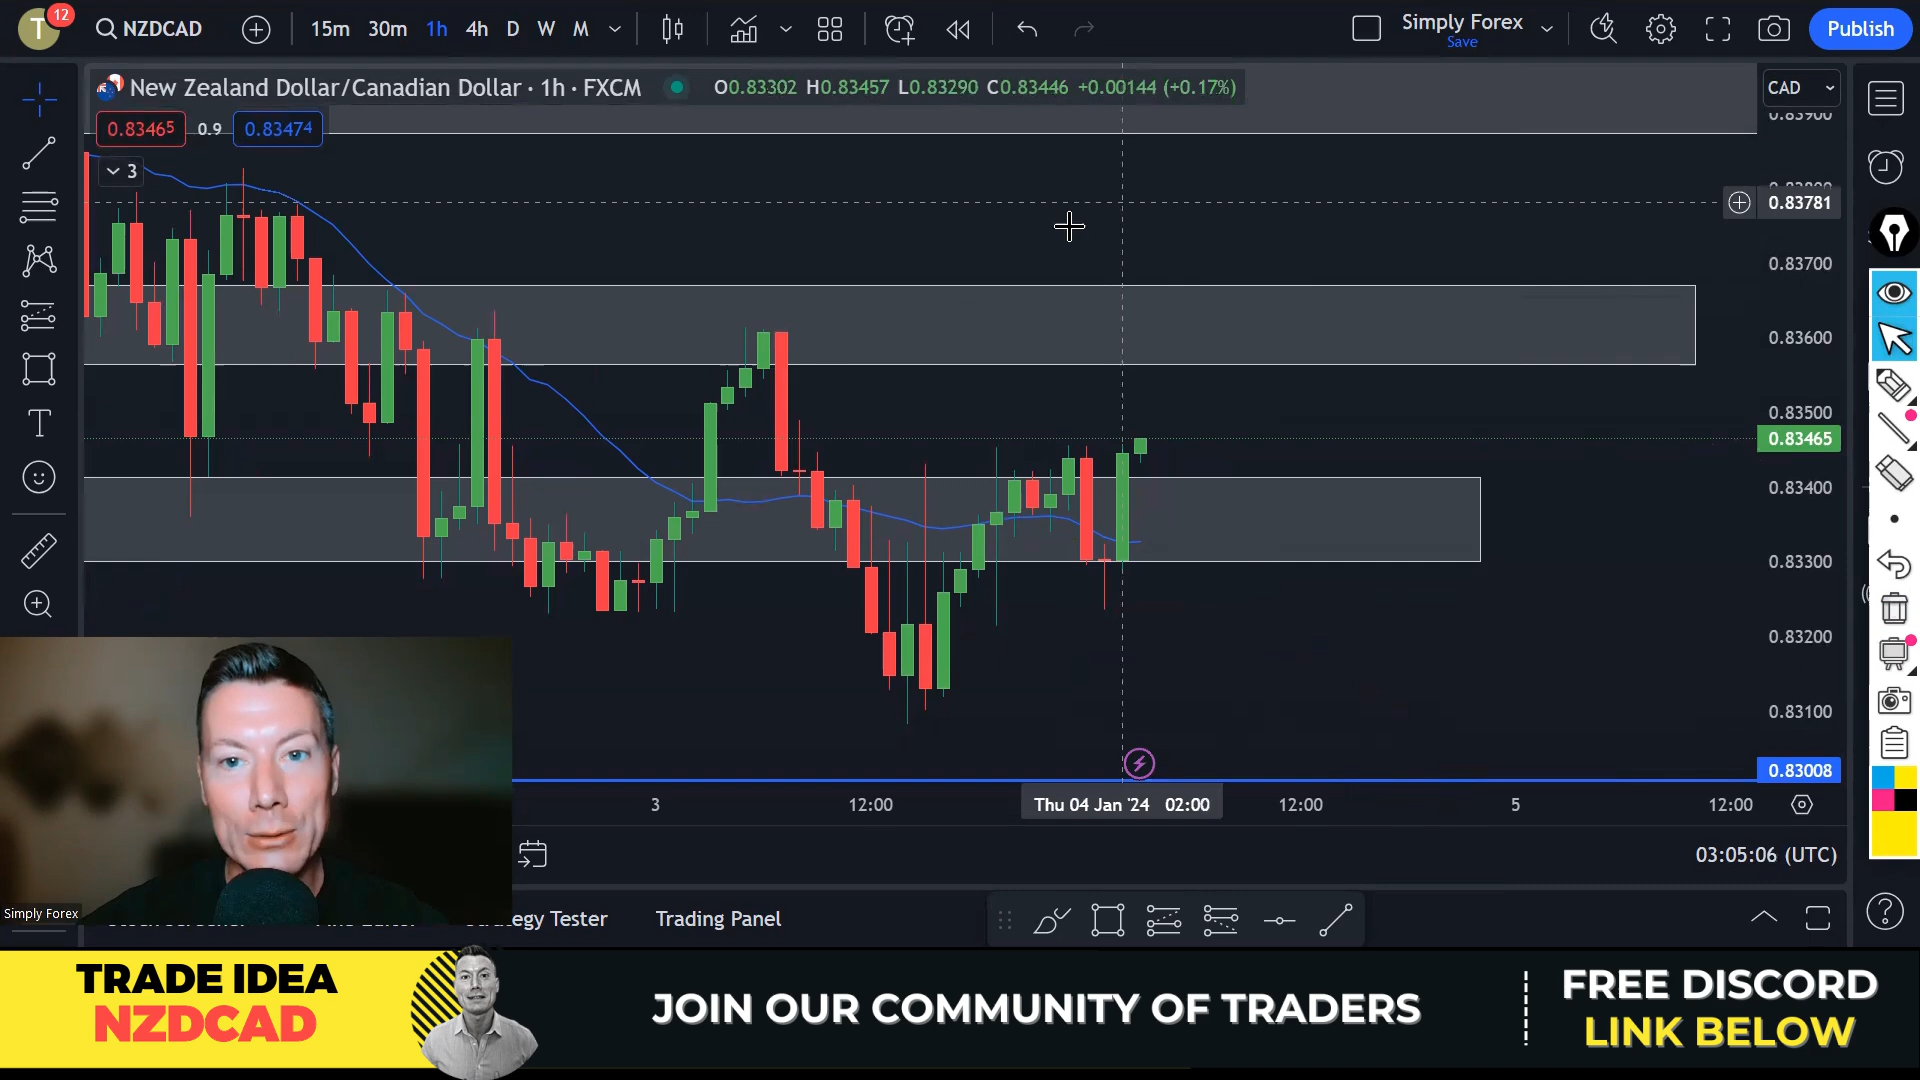 T
12
NZDCAD
15m 30m 1h 4h D W M
Simply Forex
Save
Publish
New Zealand Dollar/Canadian Dollar · 1h · FXCM
O0.83302 H0.83457 L0.83290 C0.83446 +0.00144 (+0.17%)
CAD
0.83900
0.83465
0.9
0.83474
3
0.83781
0.83700
0.83600
0.83500
0.83465
0.83400
0.83300
0.83200
0.83100
0.83008
3
12:00
Thu 04 Jan '24 02:00
12:00
5
12:00
03:05:06 (UTC)
Simply Forex
Strategy Tester
Trading Panel
TRADE IDEA
NZDCAD
JOIN OUR COMMUNITY OF TRADERS
FREE DISCORD
LINK BELOW